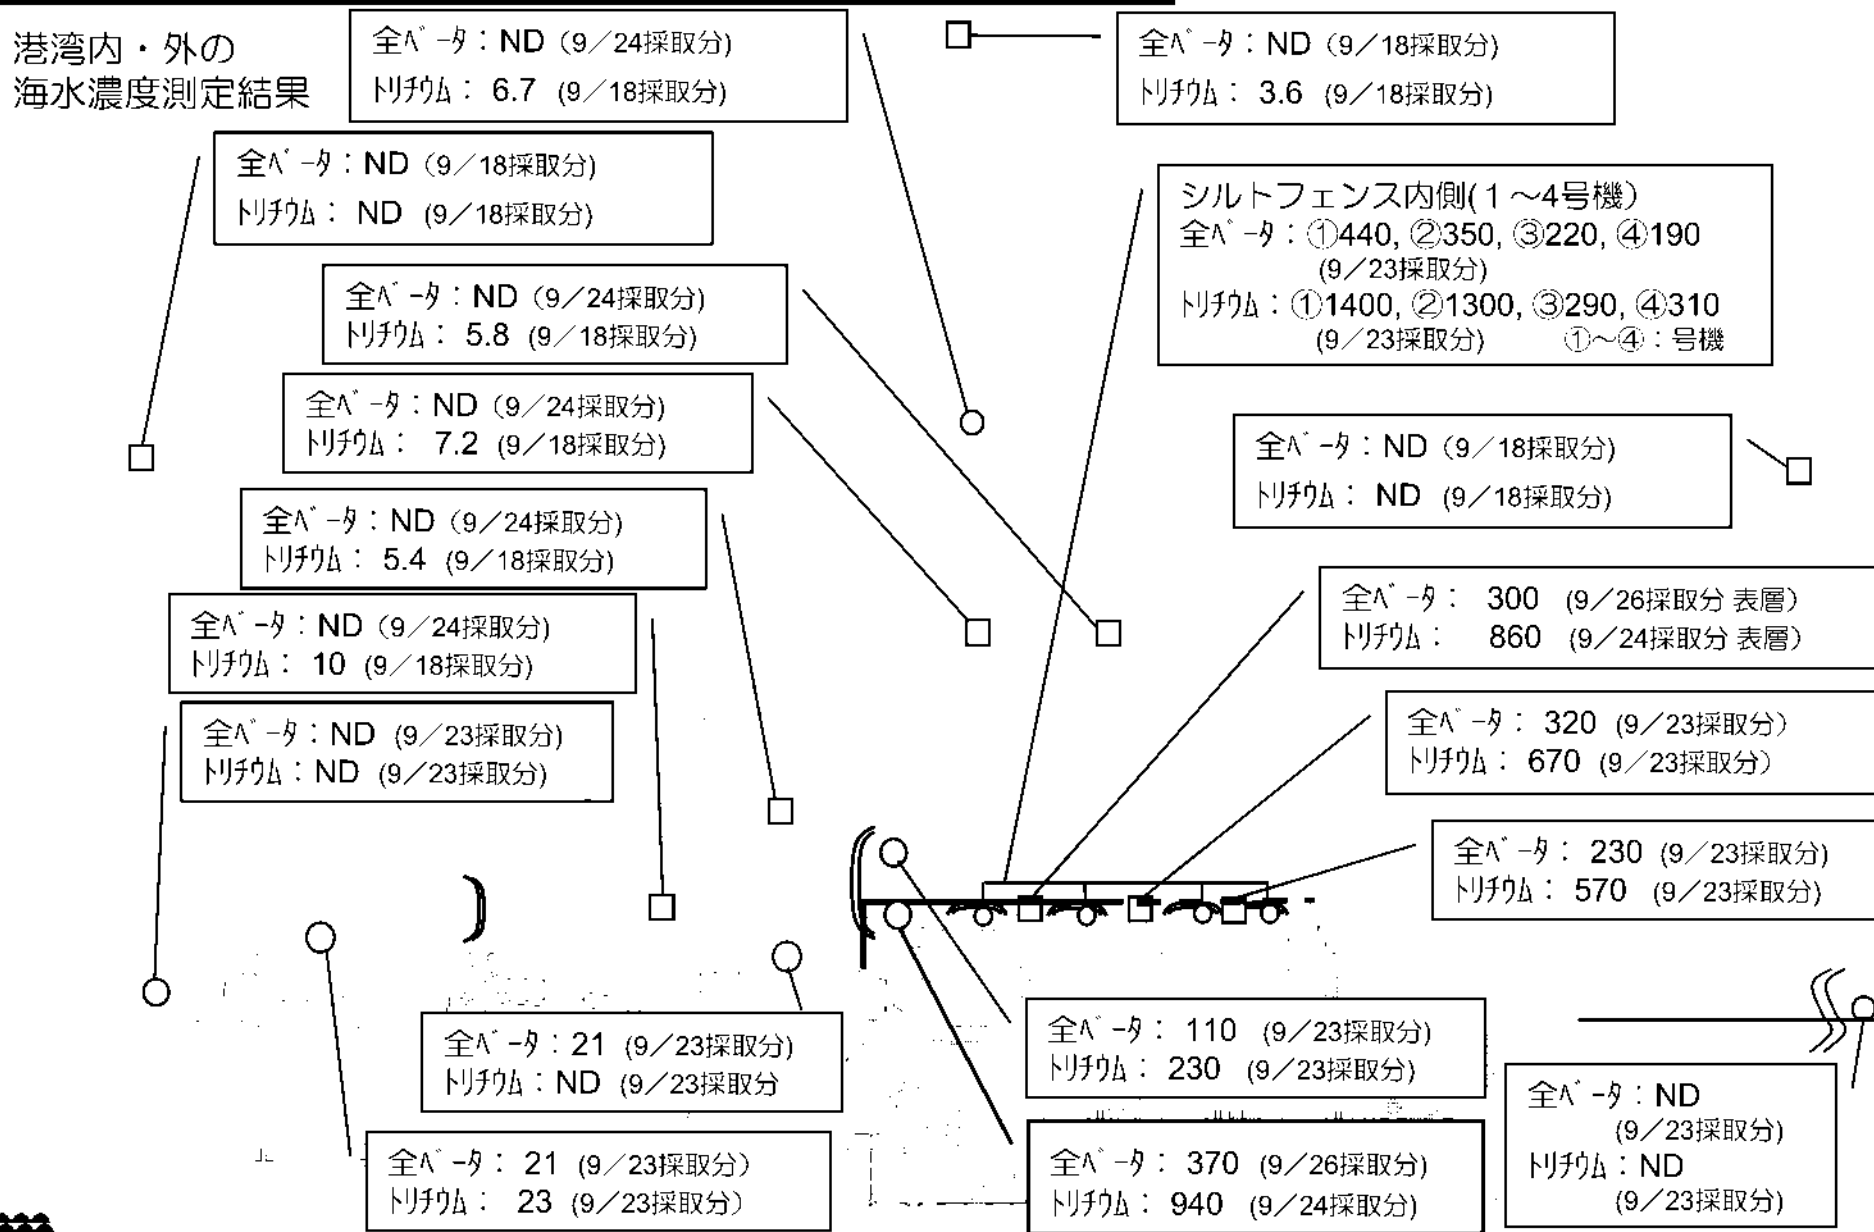 港湾内・外の
海水濃度測定結果
全ﾍﾞｰﾀ：ND（9／24採取分)
ﾄﾘﾁｳﾑ： 6.7 (9／18採取分)
全ﾍﾞｰﾀ：ND（9／18採取分)
ﾄﾘﾁｳﾑ： 3.6 (9／18採取分)
全ﾍﾞｰﾀ：ND（9／18採取分)
ﾄﾘﾁｳﾑ： ND (9／18採取分)
シルトフェンス内側(１～4号機）
全ﾍﾞｰﾀ：①440, ②350, ③220, ④190
(9／23採取分)
ﾄﾘﾁｳﾑ：①1400, ②1300, ③290, ④310
(9／23採取分) ①～④：号機
全ﾍﾞｰﾀ：ND（9／24採取分)
ﾄﾘﾁｳﾑ： 5.8 (9／18採取分)
全ﾍﾞｰﾀ：ND（9／24採取分)
ﾄﾘﾁｳﾑ： 7.2 (9／18採取分)
全ﾍﾞｰﾀ：ND（9／18採取分)
ﾄﾘﾁｳﾑ： ND (9／18採取分)
全ﾍﾞｰﾀ：ND（9／24採取分)
ﾄﾘﾁｳﾑ： 5.4 (9／18採取分)
全ﾍﾞｰﾀ： 300 (9／26採取分 表層）
ﾄﾘﾁｳﾑ： 860 (9／24採取分 表層）
全ﾍﾞｰﾀ：ND（9／24採取分)
ﾄﾘﾁｳﾑ： 10 (9／18採取分)
全ﾍﾞｰﾀ：ND (9／23採取分)
ﾄﾘﾁｳﾑ：ND (9／23採取分)
全ﾍﾞｰﾀ： 320 (9／23採取分）
ﾄﾘﾁｳﾑ： 670 (9／23採取分）
全ﾍﾞｰﾀ： 230 (9／23採取分)
ﾄﾘﾁｳﾑ： 570 (9／23採取分)
全ﾍﾞｰﾀ：21 (9／23採取分)
ﾄﾘﾁｳﾑ：ND (9／23採取分
全ﾍﾞｰﾀ： 110 (9／23採取分)
ﾄﾘﾁｳﾑ： 230 (9／23採取分)
全ﾍﾞｰﾀ：ND
(9／23採取分)
ﾄﾘﾁｳﾑ：ND
(9／23採取分)
全ﾍﾞｰﾀ： 21 (9／23採取分）
ﾄﾘﾁｳﾑ： 23 (9／23採取分）
全ﾍﾞｰﾀ： 370 (9／26採取分)
ﾄﾘﾁｳﾑ： 940 (9／24採取分)